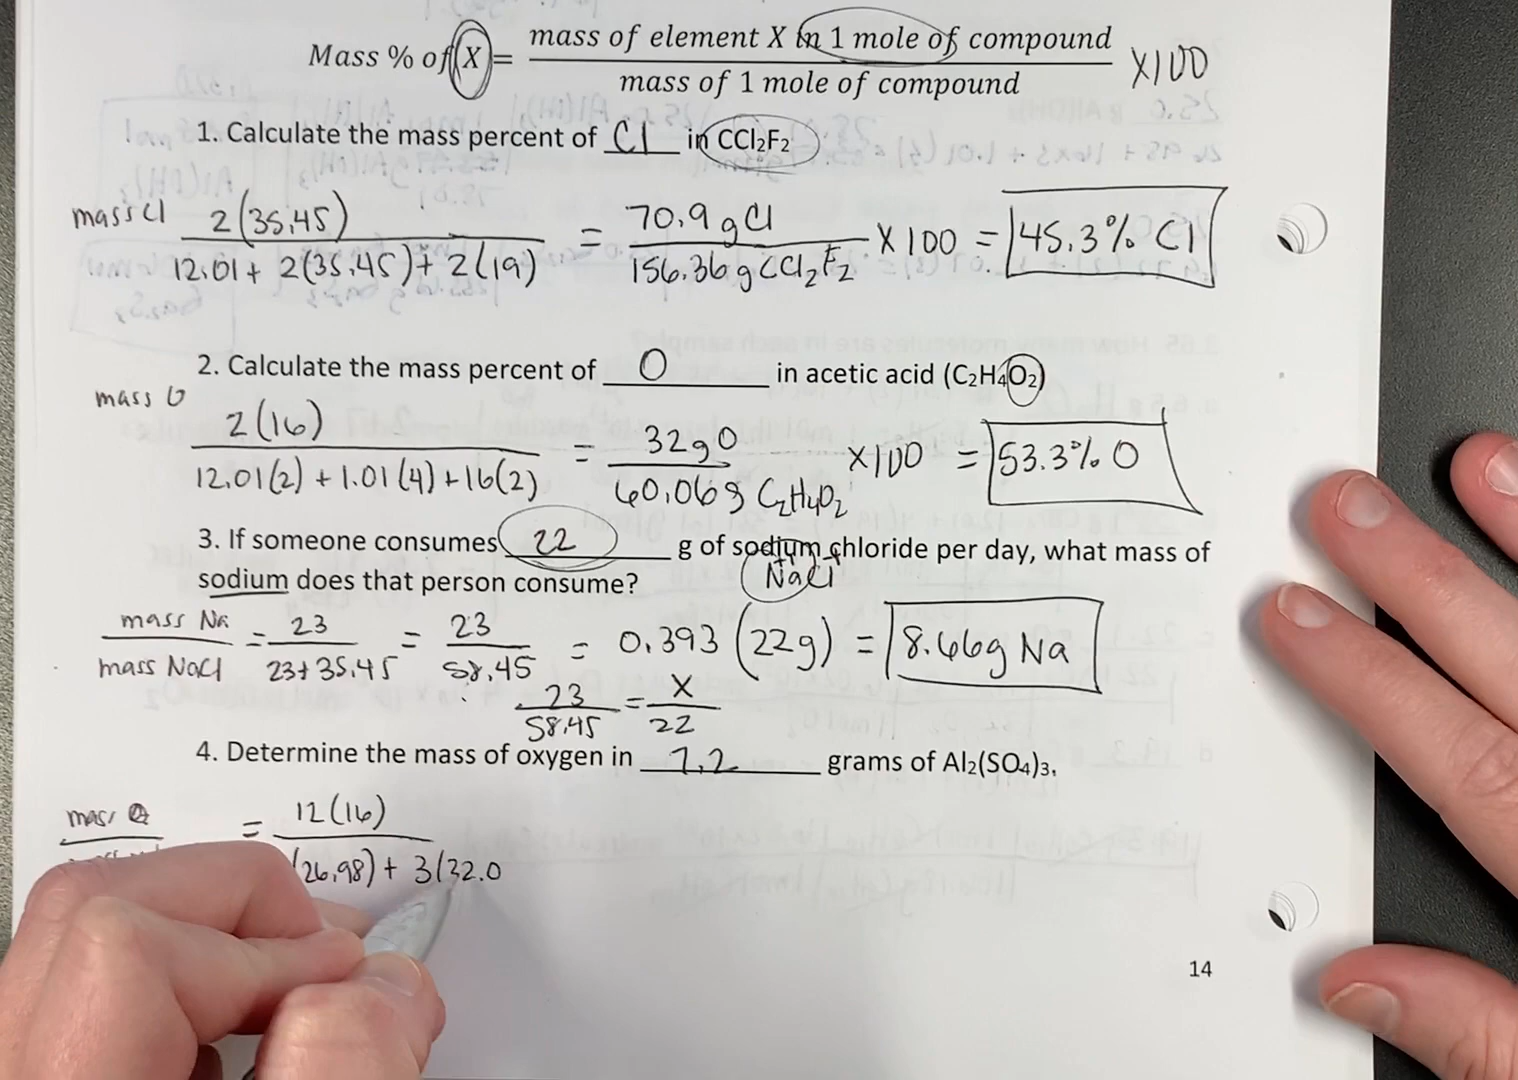 Mass % of X = mass of element X in 1 mole of compound / mass of 1 mole of compound X100
1. Calculate the mass percent of Cl in CCl₂F₂
mass Cl 2(35.45) / 12.01 + 2(35.45) + 2(19) = 70.9 g Cl / 156.36 g CCl₂F₂ X 100 = 45.3% Cl
2. Calculate the mass percent of O in acetic acid (C₂H₄O₂)
mass O
2(16) / 12.01(2) + 1.01(4) + 16(2) = 32 g O / 60.06 g C₂H₄O₂ X100 = 53.3% O
3. If someone consumes 22 g of sodium chloride per day, what mass of
sodium does that person consume? NaCl
mass Na / mass NaCl = 23 / 23+35.45 = 23 / 58.45 = 0.393 (22g) = 8.66g Na
23 / 58.45 = X / 22
4. Determine the mass of oxygen in 7.2 grams of Al₂(SO₄)₃.
mass = 12(16) / (26.98) + 3(32.0
14